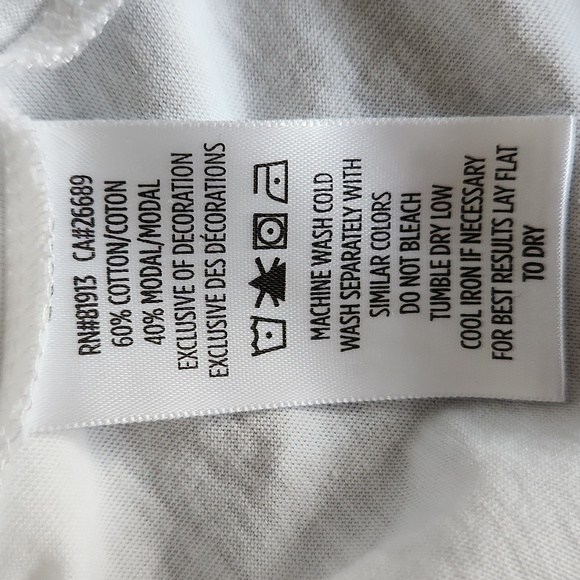 RN#81913 CA#26689
60% COTTON/COTON
40% MODAL/MODAL
EXCLUSIVE OF DECORATION
EXCLUSIVE DES DÉCORATIONS
MACHINE WASH COLD
WASH SEPARATELY WITH
SIMILAR COLORS
DO NOT BLEACH
TUMBLE DRY LOW
COOL IRON IF NECESSARY
FOR BEST RESULTS LAY FLAT
TO DRY